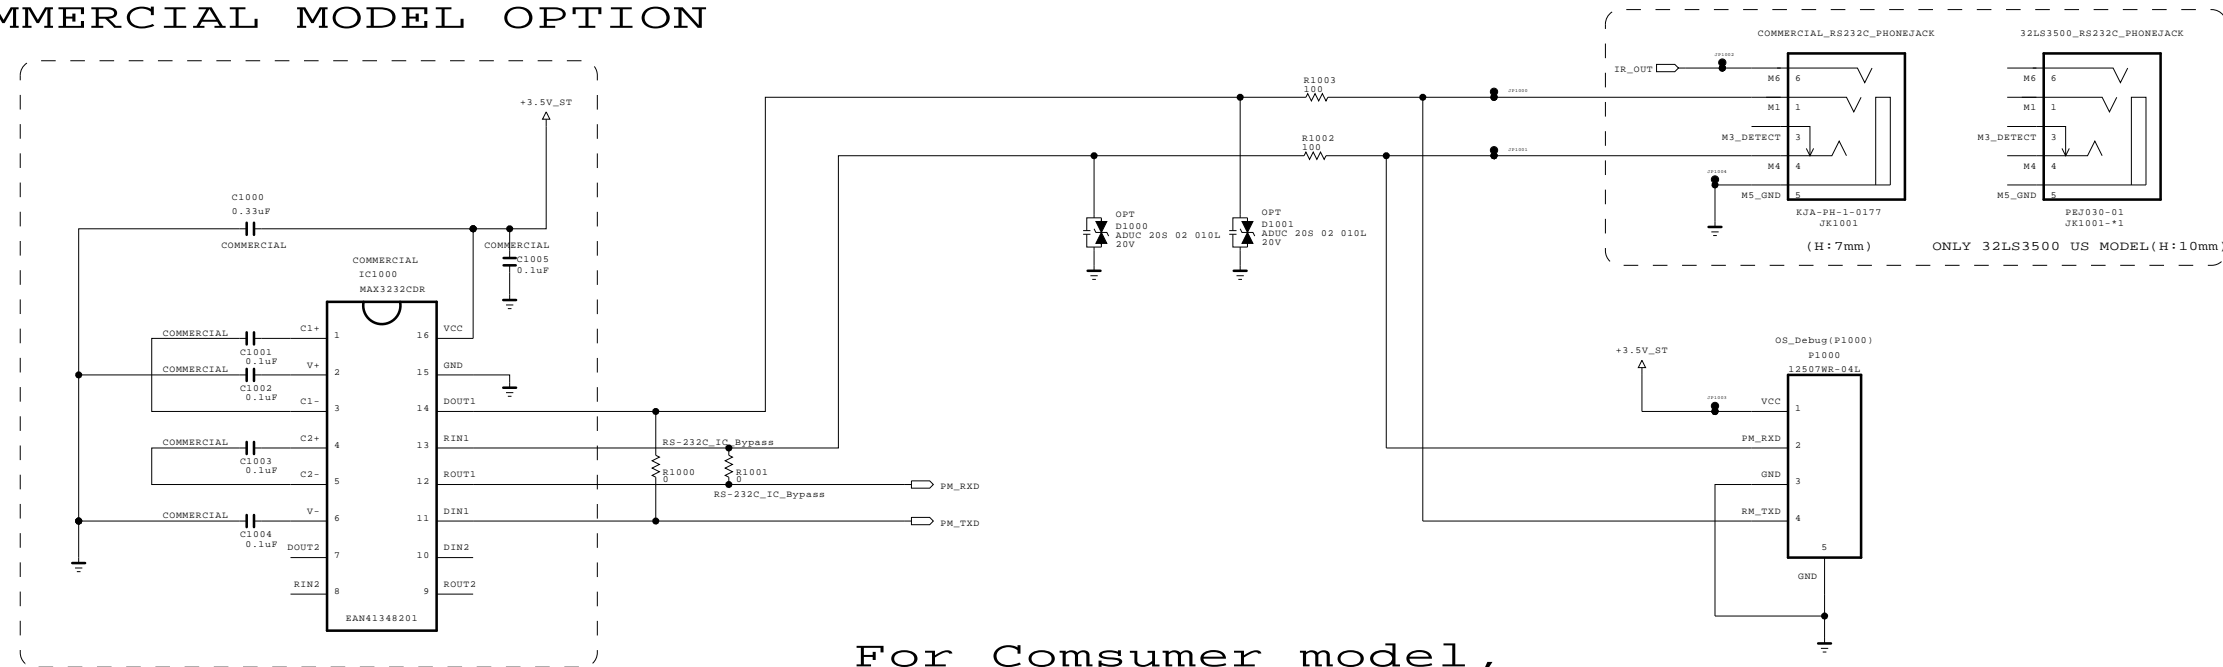 MMERCIAL MODEL OPTION
+3.5V_ST
C1000
0.33uF
COMMERCIAL
COMMERCIAL
C1005
0.1uF
COMMERCIAL
IC1000
MAX3232CDR
COMMERCIAL
C1001
0.1uF
COMMERCIAL
C1002
0.1uF
COMMERCIAL
C1003
0.1uF
COMMERCIAL
C1004
0.1uF
C1+ 1
V+ 2
C1- 3
C2+ 4
C2- 5
V- 6
DOUT2 7
RIN2 8
16 VCC
15 GND
14 DOUT1
13 RIN1
12 ROUT1
11 DIN1
10 DIN2
9 ROUT2
EAN41348201
RS-232C_IC_Bypass
R1000
0
R1001
0
RS-232C_IC_Bypass
PM_RXD
PM_TXD
R1003
100
R1002
100
JP1000
JP1001
OPT
D1000
ADUC 20S 02 010L
20V
OPT
D1001
ADUC 20S 02 010L
20V
COMMERCIAL_RS232C_PHONEJACK
IR_OUT
JP1002
M6 6
M1 1
M3_DETECT 3
M4 4
JP1004
M5_GND 5
KJA-PH-1-0177
JK1001
(H:7mm)
32LS3500_RS232C_PHONEJACK
M6 6
M1 1
M3_DETECT 3
M4 4
M5_GND 5
PEJ030-01
JK1001-*1
ONLY 32LS3500 US MODEL(H:10mm)
OS_Debug(P1000)
P1000
12507WR-04L
+3.5V_ST
JP1003
VCC 1
PM_RXD 2
GND 3
RM_TXD 4
5
GND
For Comsumer model,